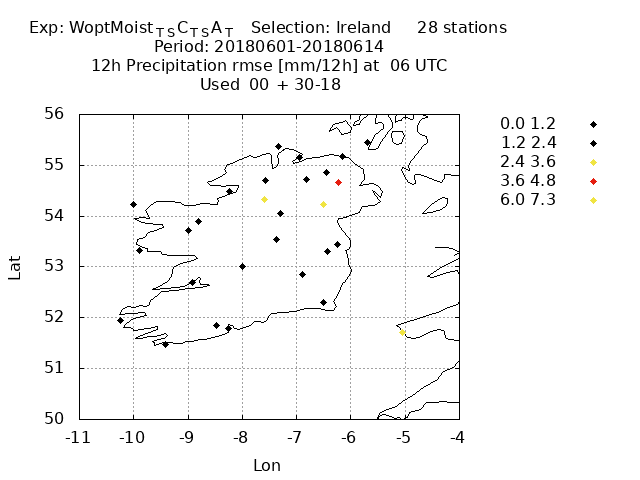 Exp: WoptMoist TS C TS A T   Selection: Ireland     28 stations
Period: 20180601-20180614
12h Precipitation rmse [mm/12h] at  06 UTC
Used  00 + 30-18
56
55
54
53
52
51
50
-11 -10 -9 -8 -7 -6 -5 -4
Lat
Lon
0.0 1.2
1.2 2.4
2.4 3.6
3.6 4.8
6.0 7.3